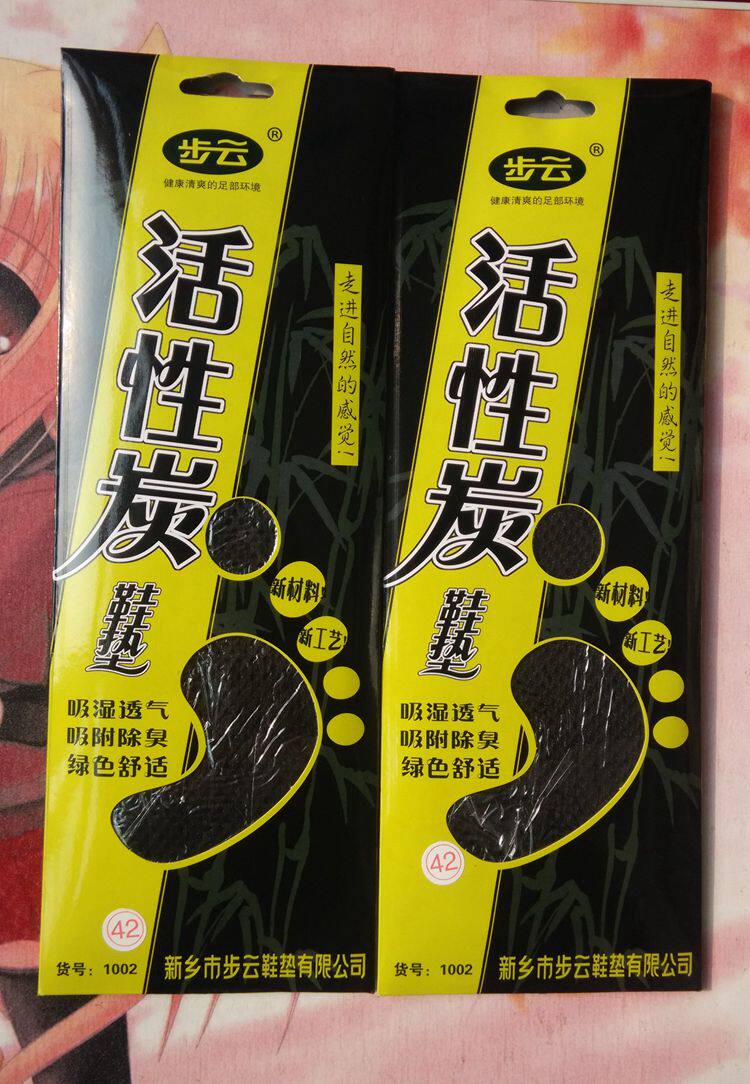 步云®
健康清爽的足部环境
活性炭
鞋垫
走进自然的感觉!
新材料!
新工艺!
吸湿透气
吸附除臭
绿色舒适
42
货号：1002
新乡市步云鞋垫有限公司
步云®
健康清爽的足部环境
活性炭
鞋垫
走进自然的感觉!
新材料!
新工艺!
吸湿透气
吸附除臭
绿色舒适
42
货号：1002
新乡市步云鞋垫有限公司